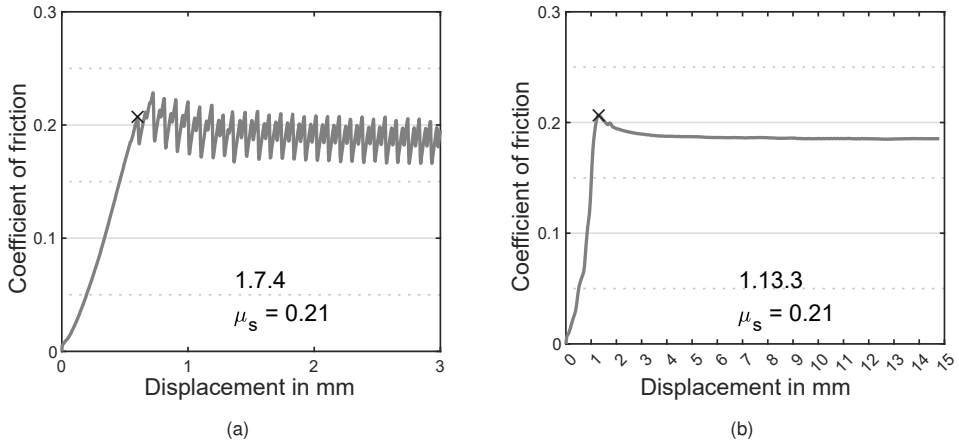 0.3
0.2
0.1
0
Coefficient of friction
1.7.4
μs = 0.21
0 1 2 3
Displacement in mm
(a)
0.3
0.2
0.1
0
Coefficient of friction
1.13.3
μs = 0.21
0 1 2 3 4 5 6 7 8 9 10 11 12 13 14 15
Displacement in mm
(b)